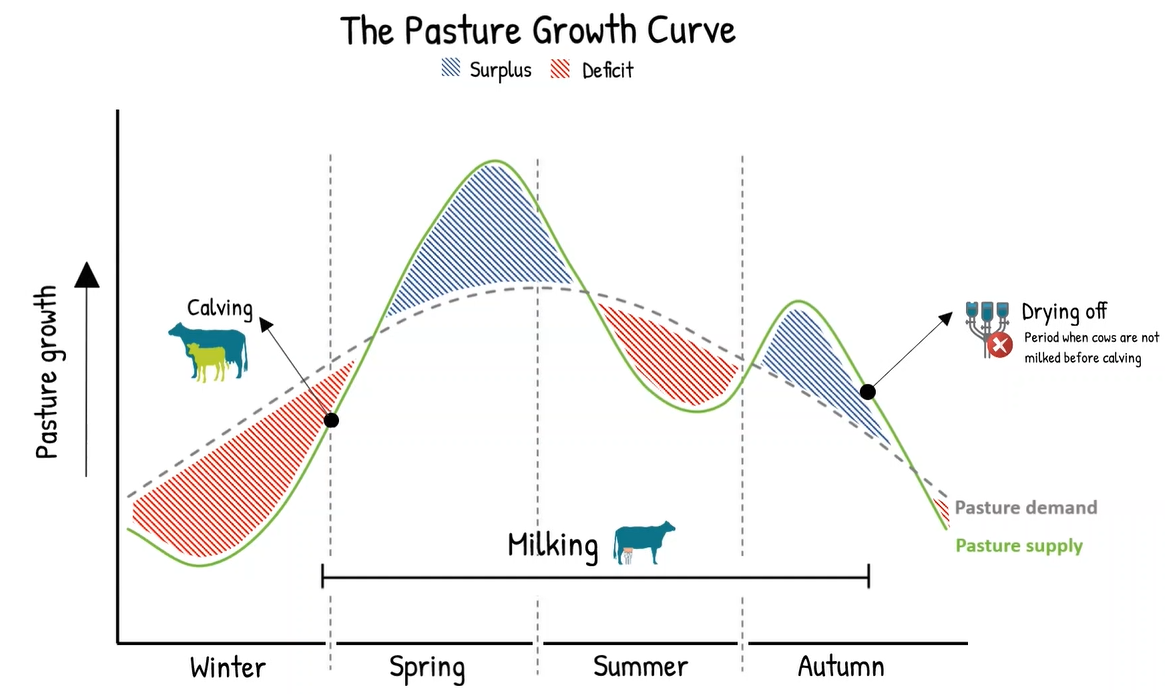 The Pasture Growth Curve
Surplus
Deficit
Pasture growth
Calving
Drying off
Period when cows are not
milked before calving
Milking
Pasture demand
Pasture supply
Winter
Spring
Summer
Autumn